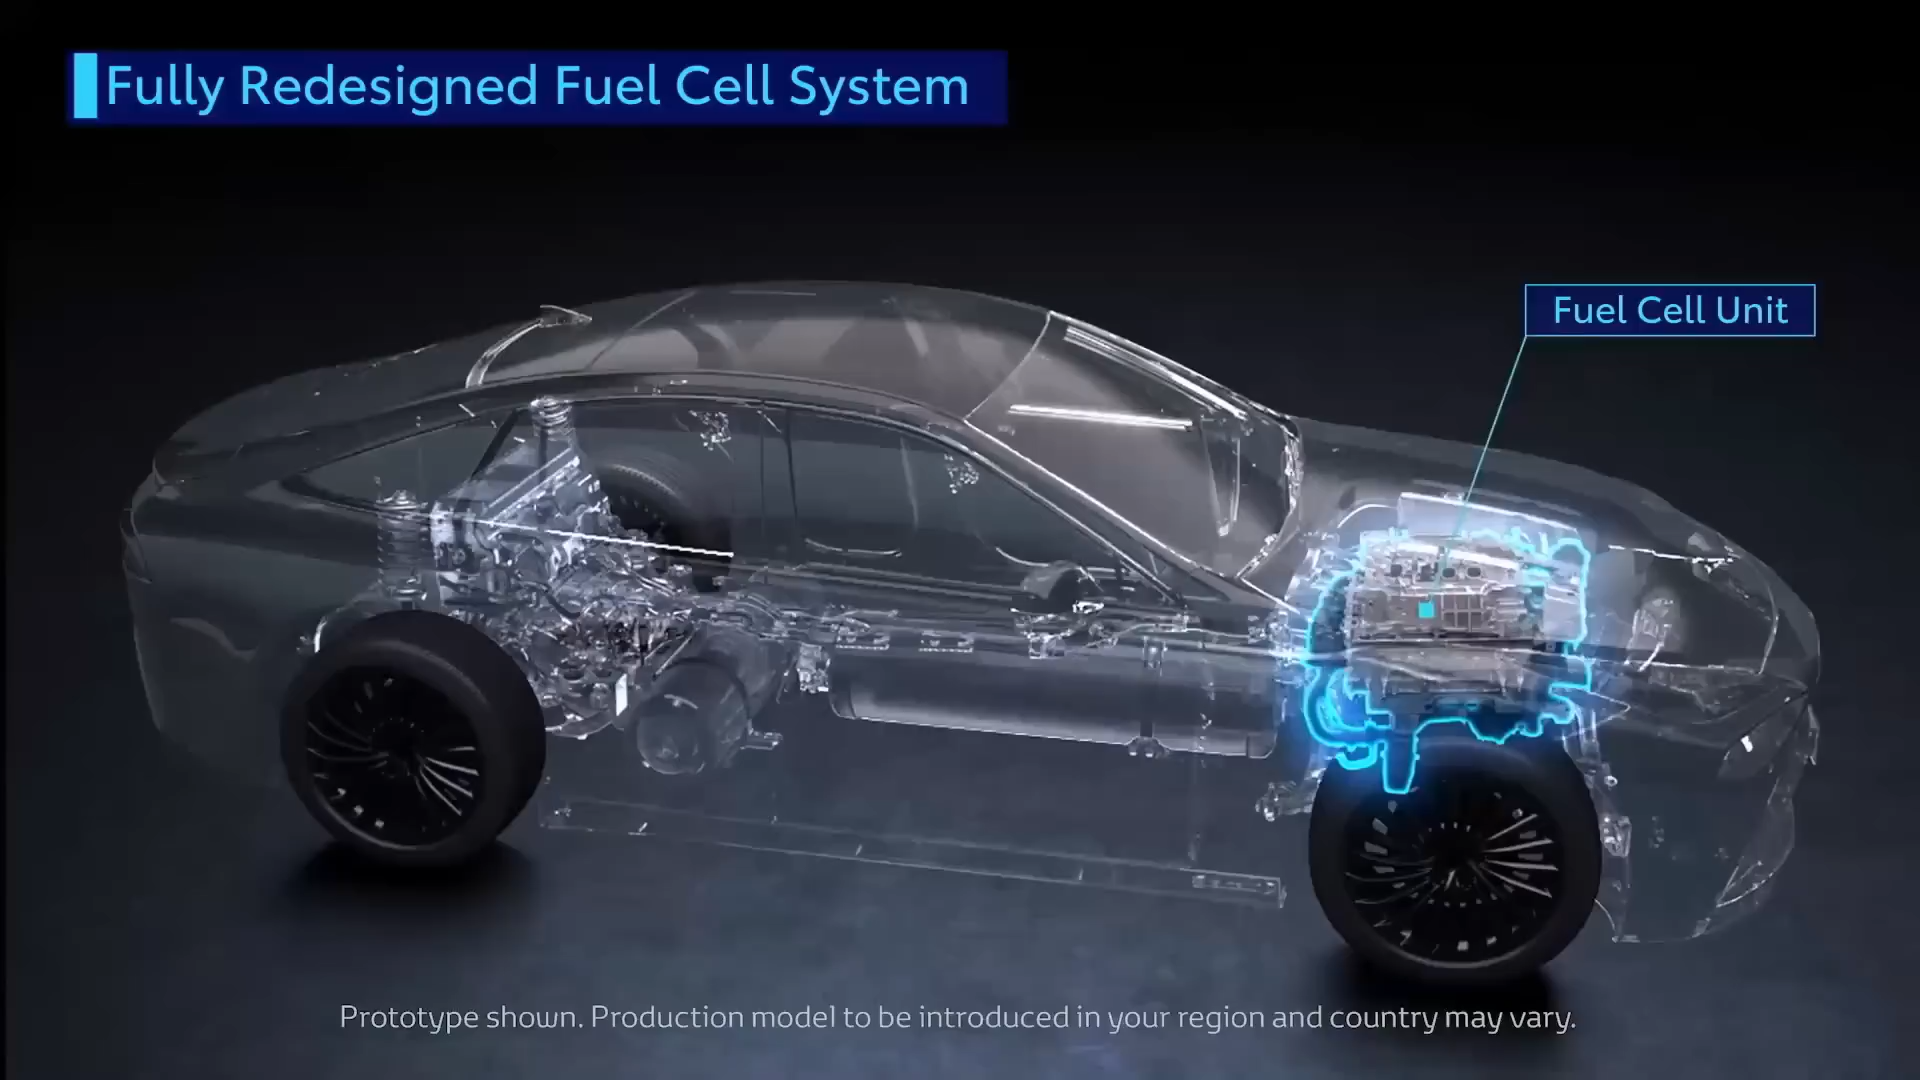 Fully Redesigned Fuel Cell System
Fuel Cell Unit
Prototype shown. Production model to be introduced in your region and country may vary.